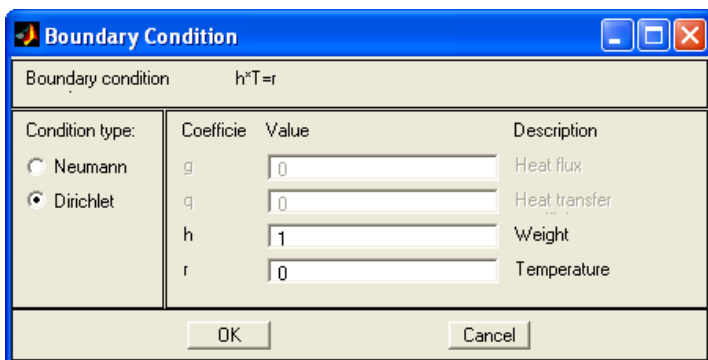 Boundary Condition
Boundary condition h*T=r
Condition type: Coefficie Value Description
Neumann g 0 Heat flux
Dirichlet q 0 Heat transfer
h 1 Weight
r 0 Temperature
OK Cancel